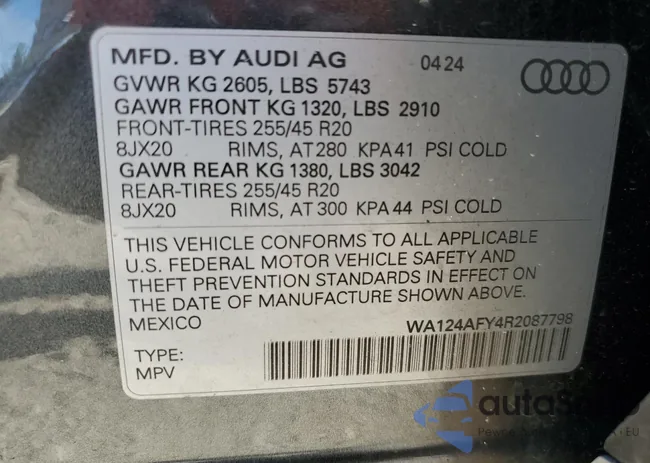 MFD. BY AUDI AG 04 24
GVWR KG 2605, LBS 5743
GAWR FRONT KG 1320, LBS 2910
FRONT-TIRES 255/45 R20
8JX20 RIMS, AT 280 KPA 41 PSI COLD
GAWR REAR KG 1380, LBS 3042
REAR-TIRES 255/45 R20
8JX20 RIMS, AT 300 KPA 44 PSI COLD
THIS VEHICLE CONFORMS TO ALL APPLICABLE
U.S. FEDERAL MOTOR VEHICLE SAFETY AND
THEFT PREVENTION STANDARDS IN EFFECT ON
THE DATE OF MANUFACTURE SHOWN ABOVE.
MEXICO WA124AFY4R2087798
TYPE:
MPV